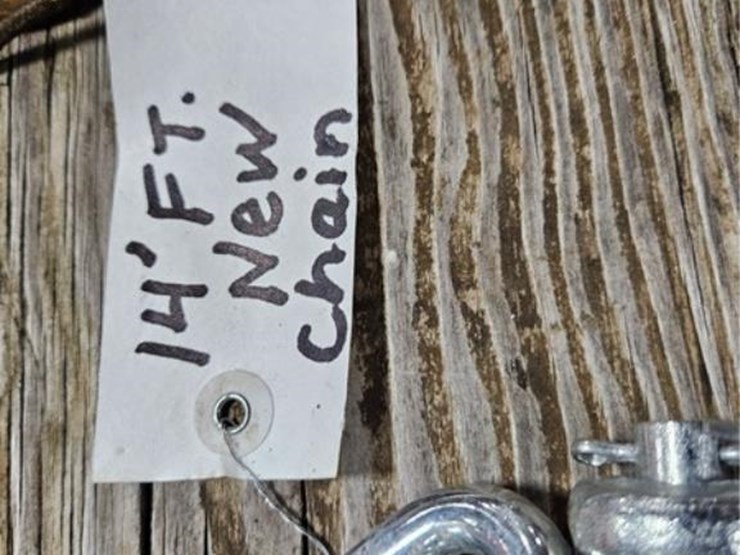 14' FT.
New
Chain